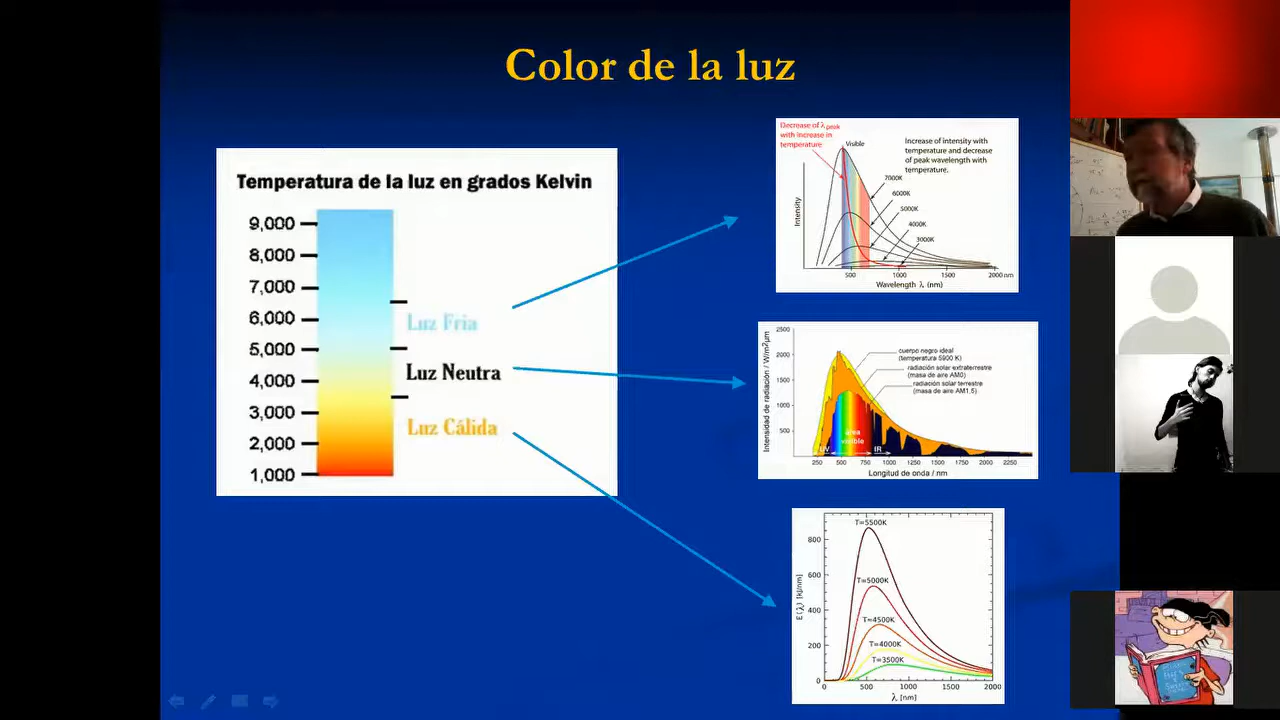 Color de la luz
Temperatura de la luz en grados Kelvin
9,000
8,000
7,000
6,000
5,000
4,000
3,000
2,000
1,000
Luz Fria
Luz Neutra
Luz Cálida
Decrease of λ peak
with increase in
temperature
Visible
Increase of intensity with
temperature and decrease
of peak wavelength with
temperature.
7000K
6000K
5000K
4000K
3000K
Intensity
500
1000
1500
2000 nm
Wavelength λ (nm)
Intensidad de radiación / W/m²µm
2500
2000
1500
1000
500
cuerpo negro ideal
(temperatura 5900 K)
radiación solar extraterrestre
(masa de aire AM0)
radiación solar terrestre
(masa de aire AM1,5)
área
visible
UV
IR
250
500
750
1000
1250
1500
1750
2000
2250
Longitud de onda / nm
E(λ) [kJ/nm]
800
600
400
200
0
T=5500K
T=5000K
T=4500K
T=4000K
T=3500K
0
500
1000
1500
2000
λ [nm]